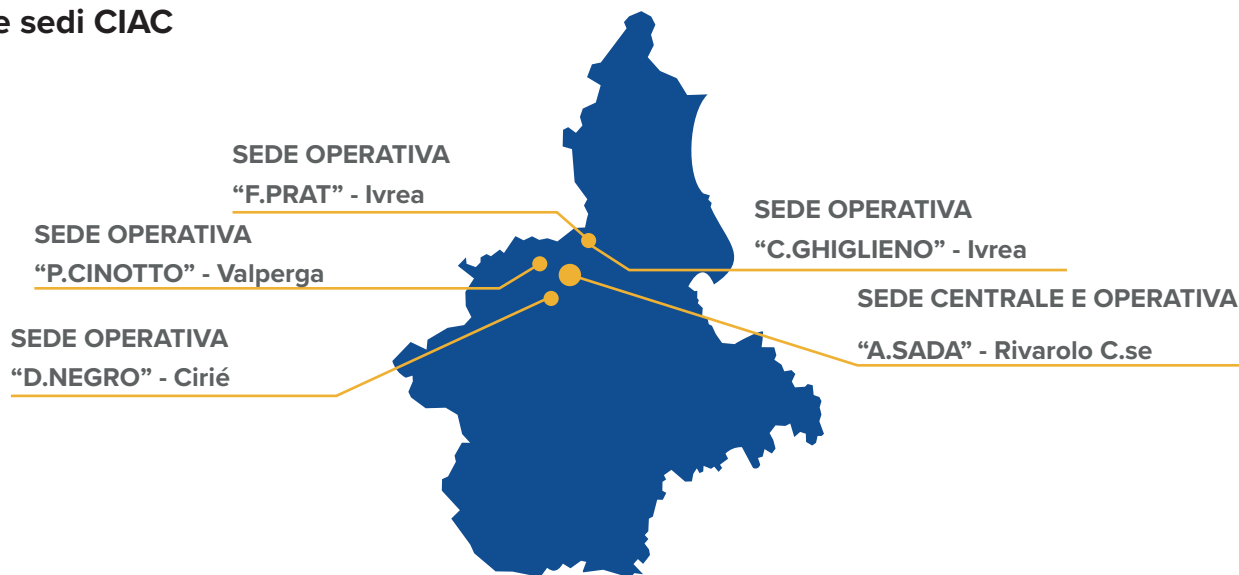 e sedi CIAC
SEDE OPERATIVA
“F.PRAT” - Ivrea
SEDE OPERATIVA
“P.CINOTTO” - Valperga
SEDE OPERATIVA
“D.NEGRO” - Cirié
SEDE OPERATIVA
“C.GHIGLIENO” - Ivrea
SEDE CENTRALE E OPERATIVA
“A.SADA” - Rivarolo C.se